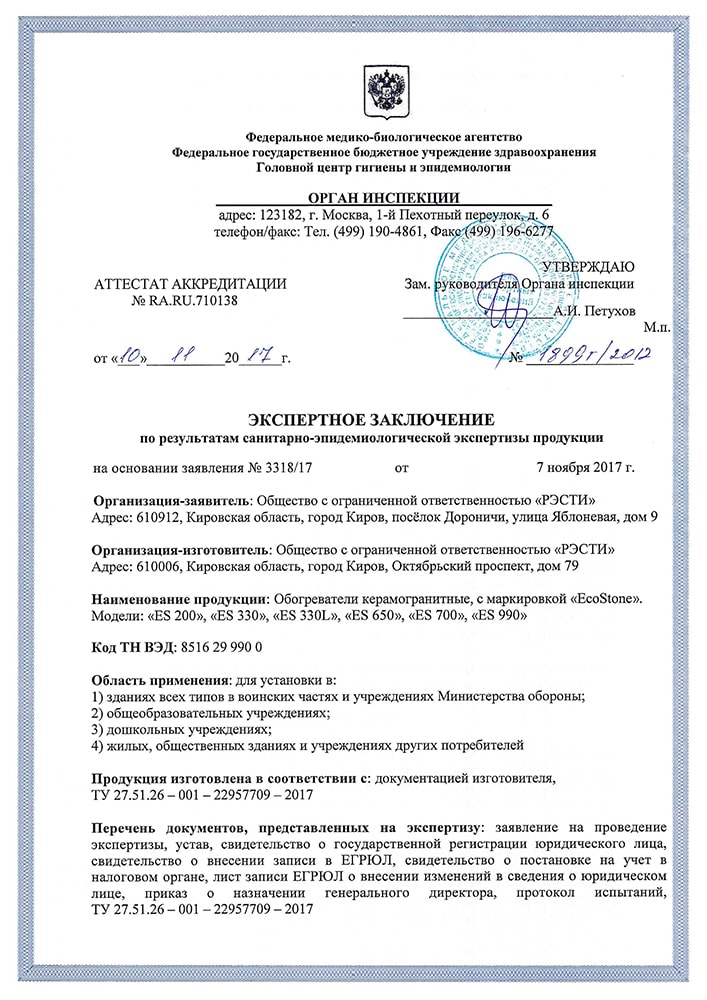 Федеральное медико-биологическое агентство
Федеральное государственное бюджетное учреждение здравоохранения
Головной центр гигиены и эпидемиологии
ОРГАН ИНСПЕКЦИИ
адрес: 123182, г. Москва, 1-й Пехотный переулок, д. 6
телефон/факс: Тел. (499) 190-4861, Факс (499) 196-6277
УТВЕРЖДАЮ
АТТЕСТАТ АККРЕДИТАЦИИ Зам. руководителя Органа инспекции
№ RA.RU.710138
А.И. Петухов
М.п.
от «10» 11 2017г. № 1899г/2012
ЭКСПЕРТНОЕ ЗАКЛЮЧЕНИЕ
по результатам санитарно-эпидемиологической экспертизы продукции
на основании заявления № 3318/17 от 7 ноября 2017 г.
Организация-заявитель: Общество с ограниченной ответственностью «РЭСТИ»
Адрес: 610912, Кировская область, город Киров, посёлок Дороничи, улица Яблоневая, дом 9
Организация-изготовитель: Общество с ограниченной ответственностью «РЭСТИ»
Адрес: 610006, Кировская область, город Киров, Октябрьский проспект, дом 79
Наименование продукции: Обогреватели керамогранитные, с маркировкой «EcoStone».
Модели: «ES 200», «ES 330», «ES 330L», «ES 650», «ES 700», «ES 990»
Код ТН ВЭД: 8516 29 990 0
Область применения: для установки в:
1) зданиях всех типов в воинских частях и учреждениях Министерства обороны;
2) общеобразовательных учреждениях;
3) дошкольных учреждениях;
4) жилых, общественных зданиях и учреждениях других потребителей
Продукция изготовлена в соответствии с: документацией изготовителя,
ТУ 27.51.26 – 001 – 22957709 – 2017
Перечень документов, представленных на экспертизу: заявление на проведение
экспертизы, устав, свидетельство о государственной регистрации юридического лица,
свидетельство о внесении записи в ЕГРЮЛ, свидетельство о постановке на учет в
налоговом органе, лист записи ЕГРЮЛ о внесении изменений в сведения о юридическом
лице, приказ о назначении генерального директора, протокол испытаний,
ТУ 27.51.26 – 001 – 22957709 – 2017